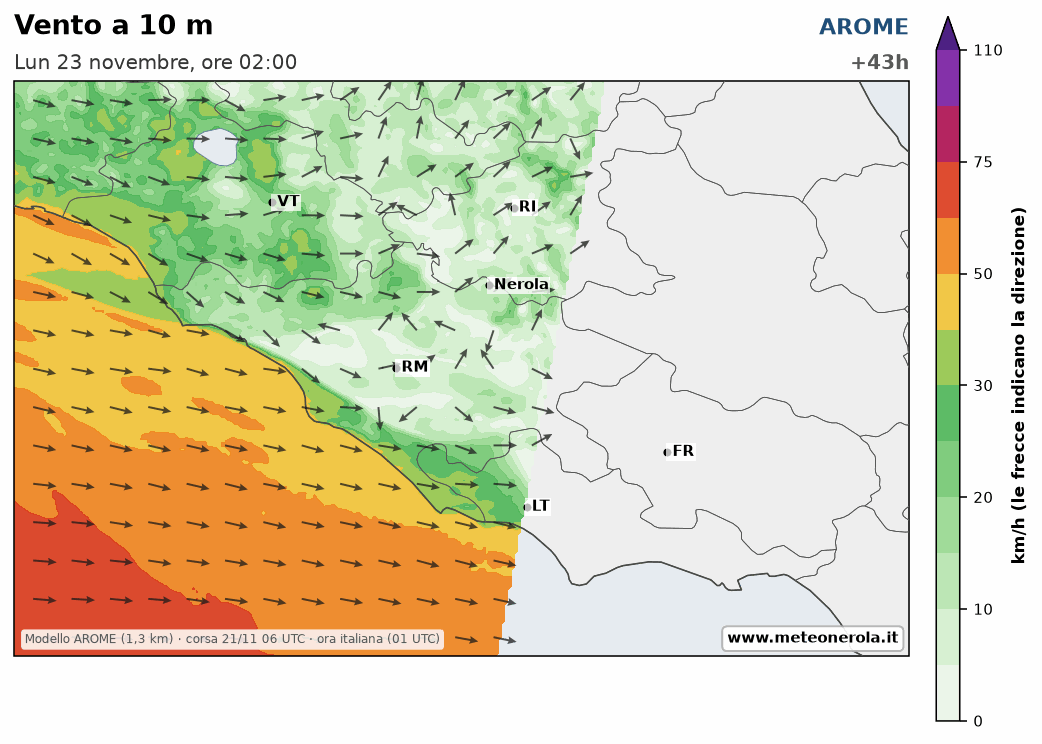 Vento a 10 m
AROME
Lun 23 novembre, ore 02:00
+43h
VT
RI
Nerola
RM
FR
LT
Modello AROME (1,3 km) · corsa 21/11 06 UTC · ora italiana (01 UTC)
www.meteonerola.it
110
75
50
30
20
10
0
km/h (le frecce indicano la direzione)